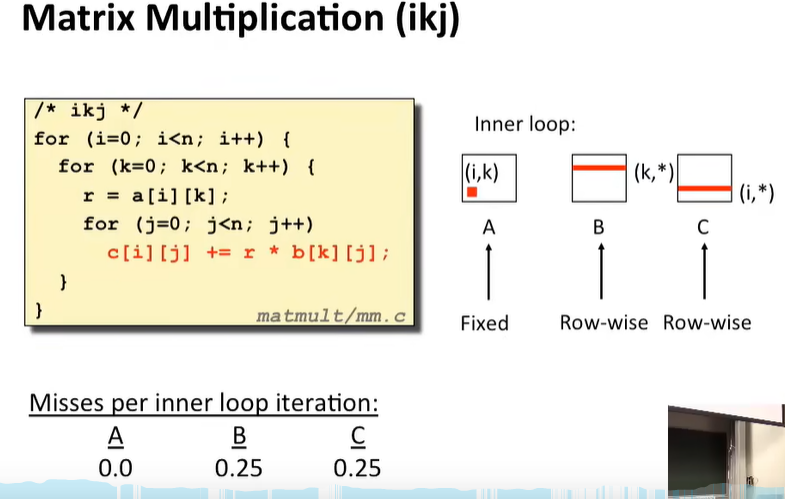 Matrix Multiplication (ikj)
/* ikj */
for (i=0; i<n; i++) {
for (k=0; k<n; k++) {
r = a[i][k];
for (j=0; j<n; j++)
c[i][j] += r * b[k][j];
}
}
matmult/mm.c
Inner loop:
(i,k)
(k,*)
(i,*)
A B C
Fixed Row-wise Row-wise
Misses per inner loop iteration:
A B C
0.0 0.25 0.25